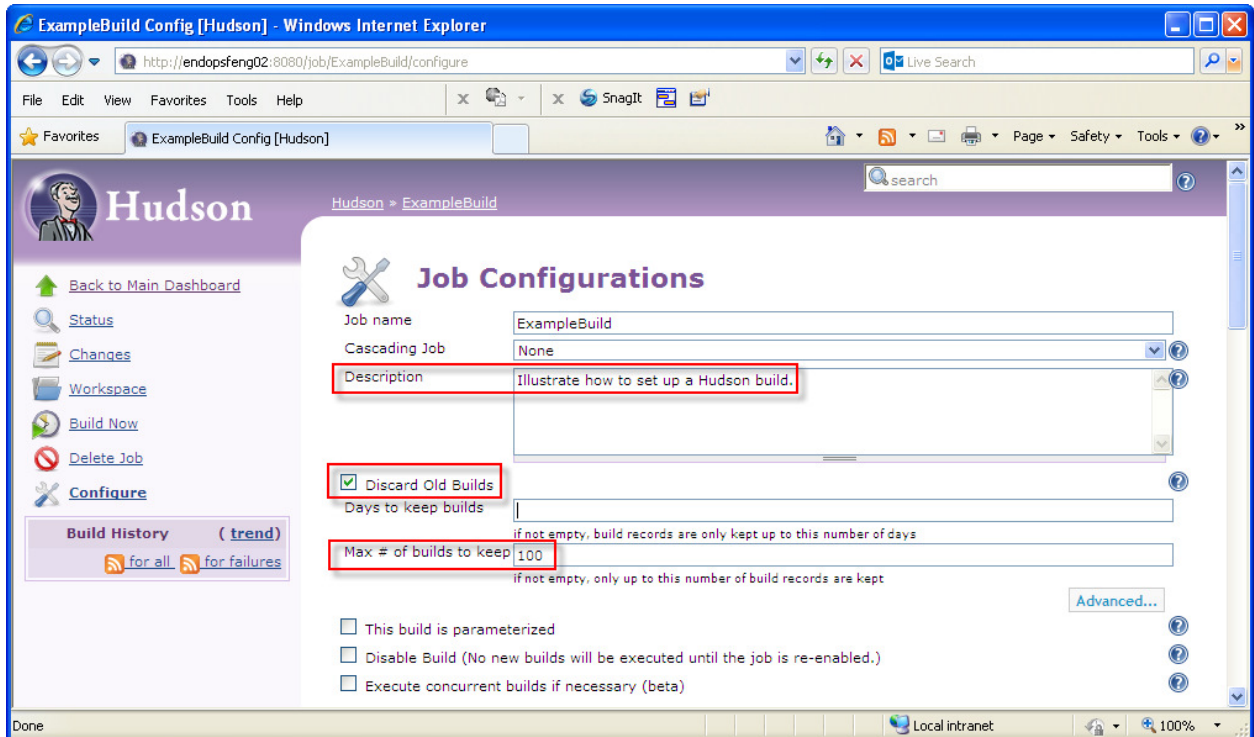 ExampleBuild Config [Hudson] - Windows Internet Explorer
http://endopsfeng02:8080/job/ExampleBuild/configure
Live Search
File Edit View Favorites Tools Help
SnagIt
Favorites
ExampleBuild Config [Hudson]
Page Safety Tools »
Hudson
Hudson » ExampleBuild
search
Back to Main Dashboard
Status
Changes
Workspace
Build Now
Delete Job
Configure
Build History (trend)
for all for failures
Job Configurations
Job name ExampleBuild
Cascading Job None
Description Illustrate how to set up a Hudson build.
Discard Old Builds
Days to keep builds
if not empty, build records are only kept up to this number of days
Max # of builds to keep 100
if not empty, only up to this number of build records are kept
Advanced...
This build is parameterized
Disable Build (No new builds will be executed until the job is re-enabled.)
Execute concurrent builds if necessary (beta)
Done
Local intranet
100%